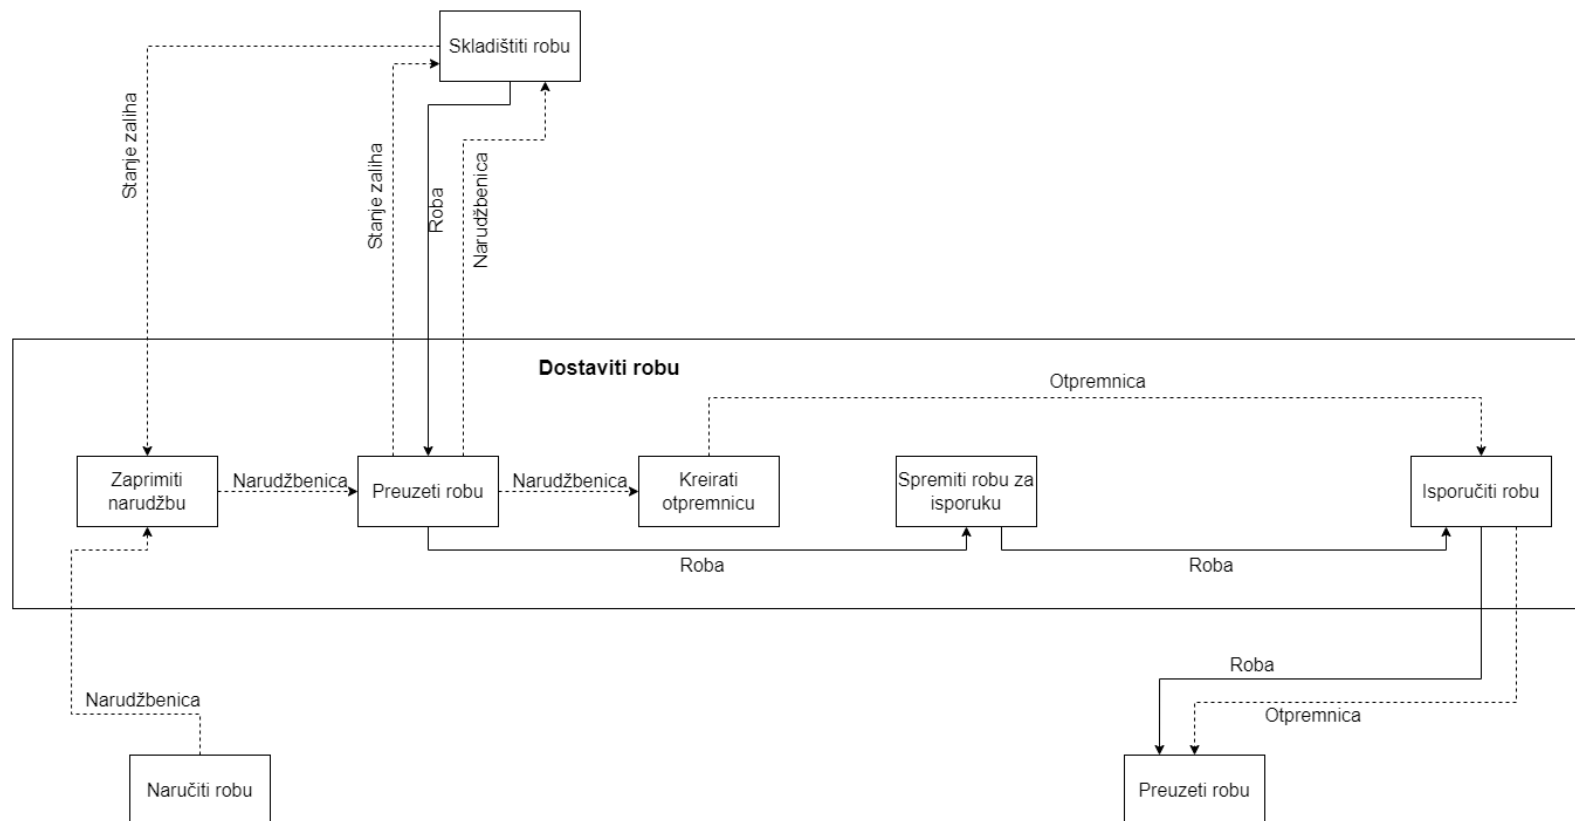 Skladištiti robu
Stanje zaliha
Stanje zaliha
Roba
Narudžbenica
Dostaviti robu
Otpremnica
Zaprimiti
narudžbu
Narudžbenica
Preuzeti robu
Narudžbenica
Kreirati
otpremnicu
Spremiti robu za
isporuku
Isporučiti robu
Roba
Roba
Narudžbenica
Roba
Otpremnica
Naručiti robu
Preuzeti robu